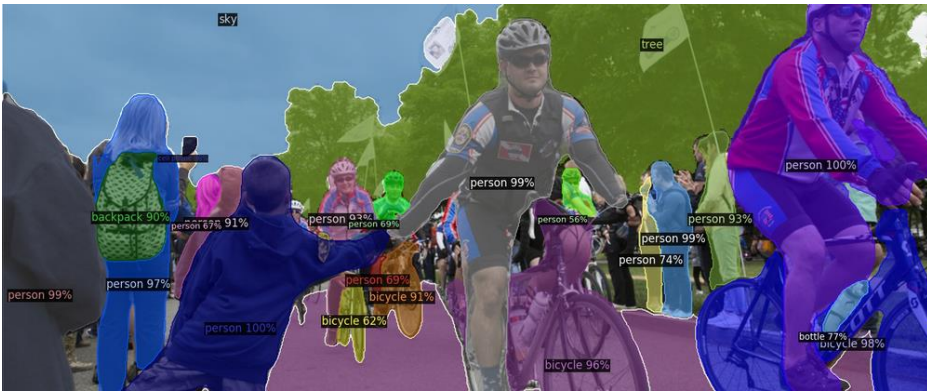 sky
tree
person 100%
backpack 90%
person 67%
91%
person 93%
person 69%
person 99%
person 56%
person 93%
person 99%
person 74%
person 99%
person 97%
person 69%
bicycle 91%
bicycle 62%
person 100%
bottle 77%
bicycle 98%
bicycle 96%